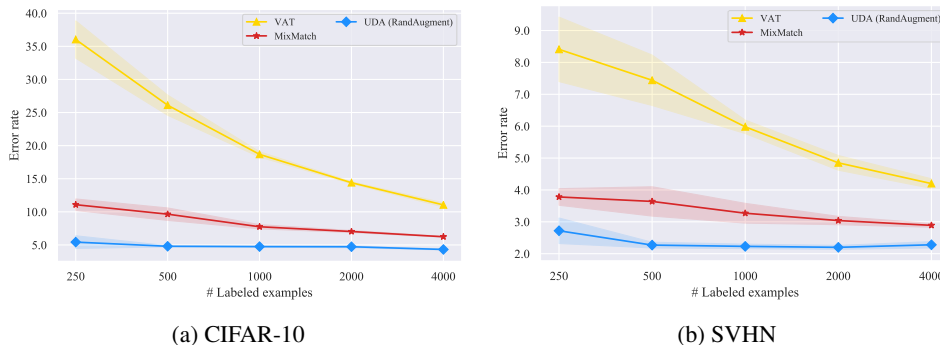 VAT
MixMatch
UDA (RandAugment)
40.0
35.0
30.0
25.0
20.0
15.0
10.0
5.0
Error rate
250 500 1000 2000 4000
# Labeled examples
(a) CIFAR-10
VAT
MixMatch
UDA (RandAugment)
9.0
8.0
7.0
6.0
5.0
4.0
3.0
2.0
Error rate
250 500 1000 2000 4000
# Labeled examples
(b) SVHN